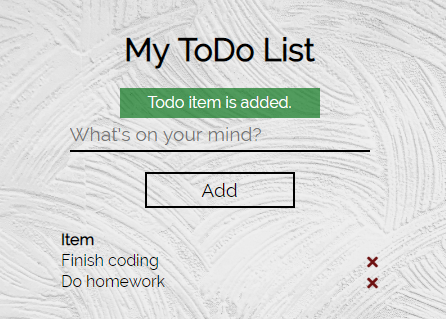 My ToDo List
Todo item is added.
What's on your mind?
Add
Item
Finish coding
Do homework